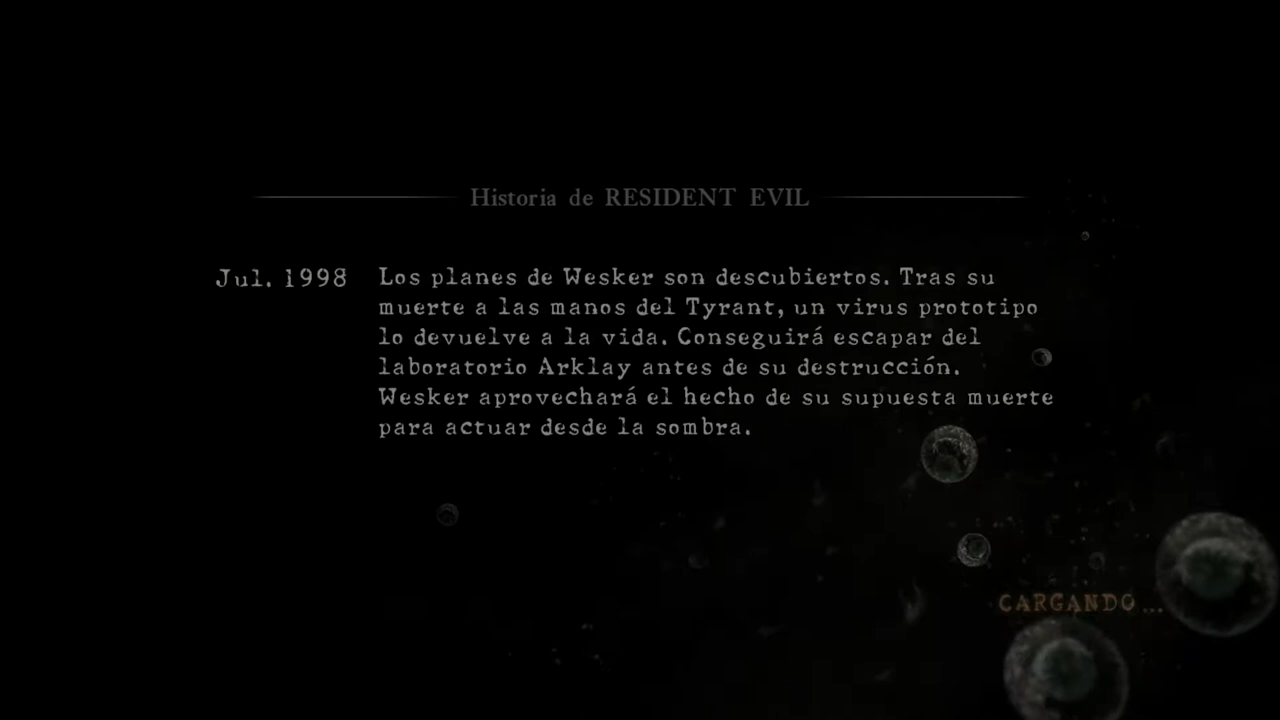 Historia de RESIDENT EVIL
Jul. 1998 Los planes de Wesker son descubiertos. Tras su
muerte a las manos del Tyrant, un virus prototipo
lo devuelve a la vida. Conseguirá escapar del
laboratorio Arklay antes de su destrucción.
Wesker aprovechará el hecho de su supuesta muerte
para actuar desde la sombra.
CARGANDO...